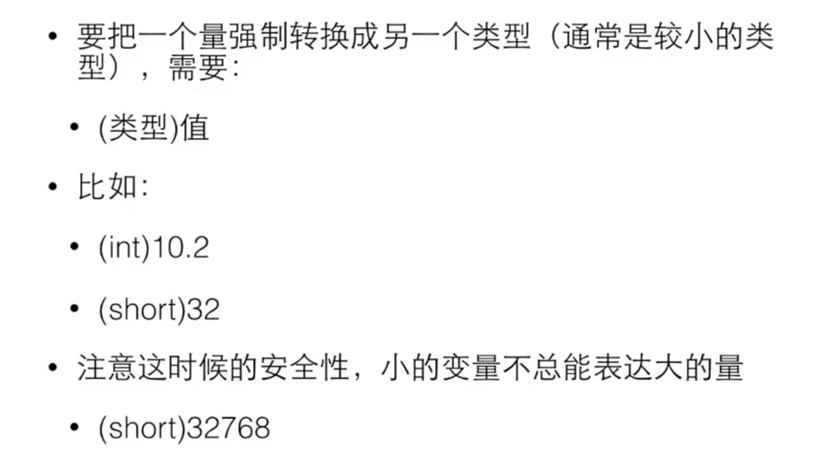 • 要把一个量强制转换成另一个类型（通常是较小的类
型），需要：
• (类型)值
• 比如：
• (int)10.2
• (short)32
• 注意这时候的安全性，小的变量不总能表达大的量
• (short)32768